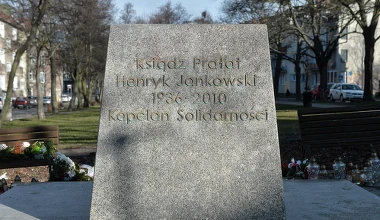 Ksiądz Prałat
Henryk Jankowski
1936-2010
Kapelan Solidarności